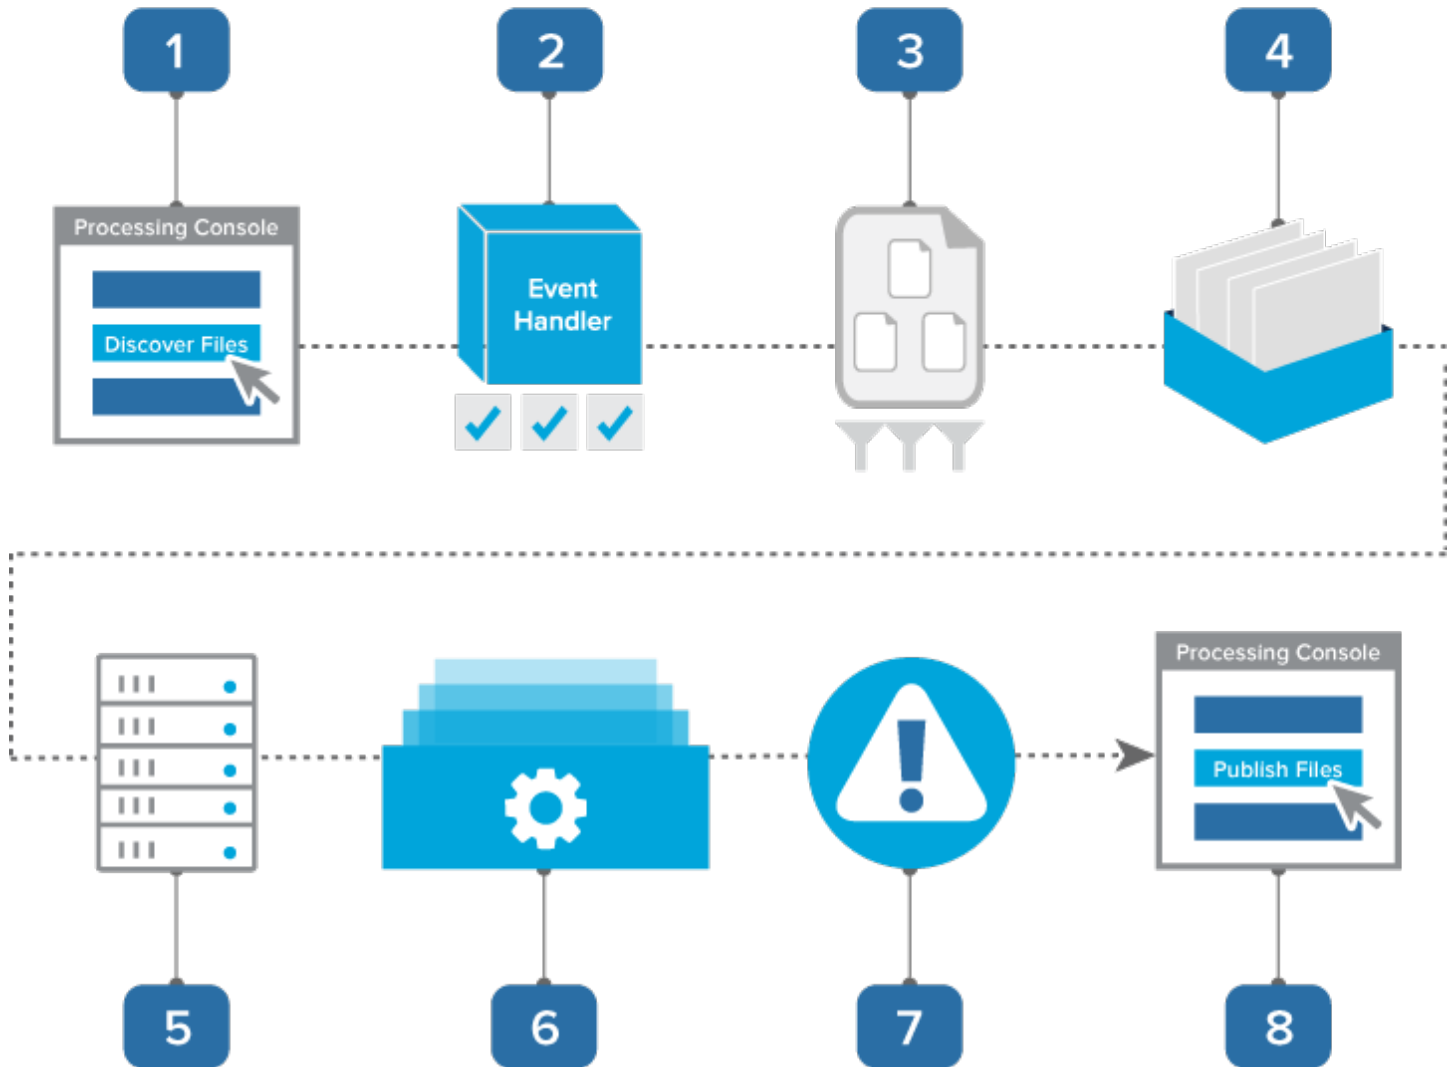 1
2
3
4
Processing Console
Discover Files
Event
Handler
Processing Console
Publish Files
5
6
7
8